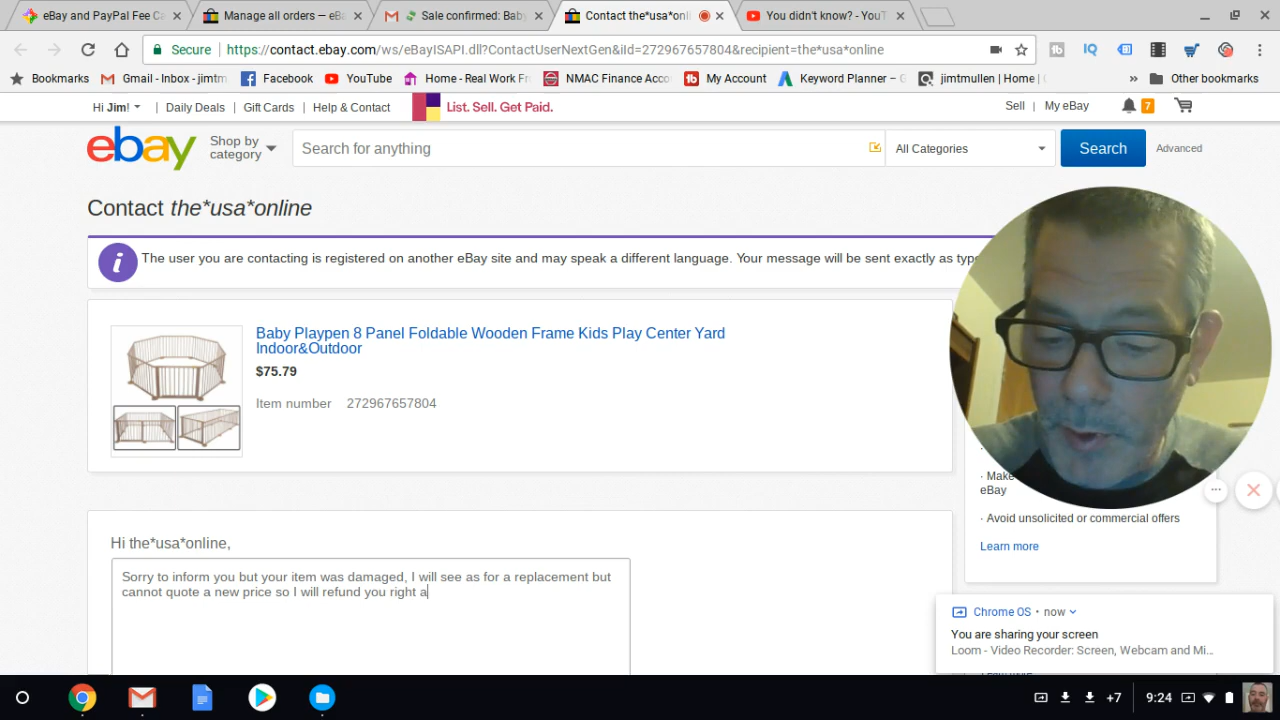 eBay and PayPal Fee Ca
Manage all orders — eB
Sale confirmed: Baby
Contact the*usa*onli
You didn't know? - YouT
Secure
https://contact.ebay.com/ws/eBayISAPI.dll?ContactUserNextGen&iId=272967657804&recipient=the*usa*online
Bookmarks
Gmail - Inbox - jimtm
Facebook
YouTube
Home - Real Work Fr
NMAC Finance Acco
My Account
Keyword Planner – G
jimtmullen | Home |
»
Other bookmarks
Hi Jim!
Daily Deals
Gift Cards
Help & Contact
List. Sell. Get Paid.
Sell
My eBay
7
ebay
Shop by
category
Search for anything
All Categories
Search
Advanced
Contact the*usa*online
The user you are contacting is registered on another eBay site and may speak a different language. Your message will be sent exactly as typ
Baby Playpen 8 Panel Foldable Wooden Frame Kids Play Center Yard
Indoor&Outdoor
$75.79
Item number 272967657804
· Make
eBay
· Avoid unsolicited or commercial offers
Learn more
Hi the*usa*online,
Sorry to inform you but your item was damaged, I will see as for a replacement but
cannot quote a new price so I will refund you right a
Chrome OS • now
You are sharing your screen
Loom - Video Recorder: Screen, Webcam and Mi...
+7
9:24